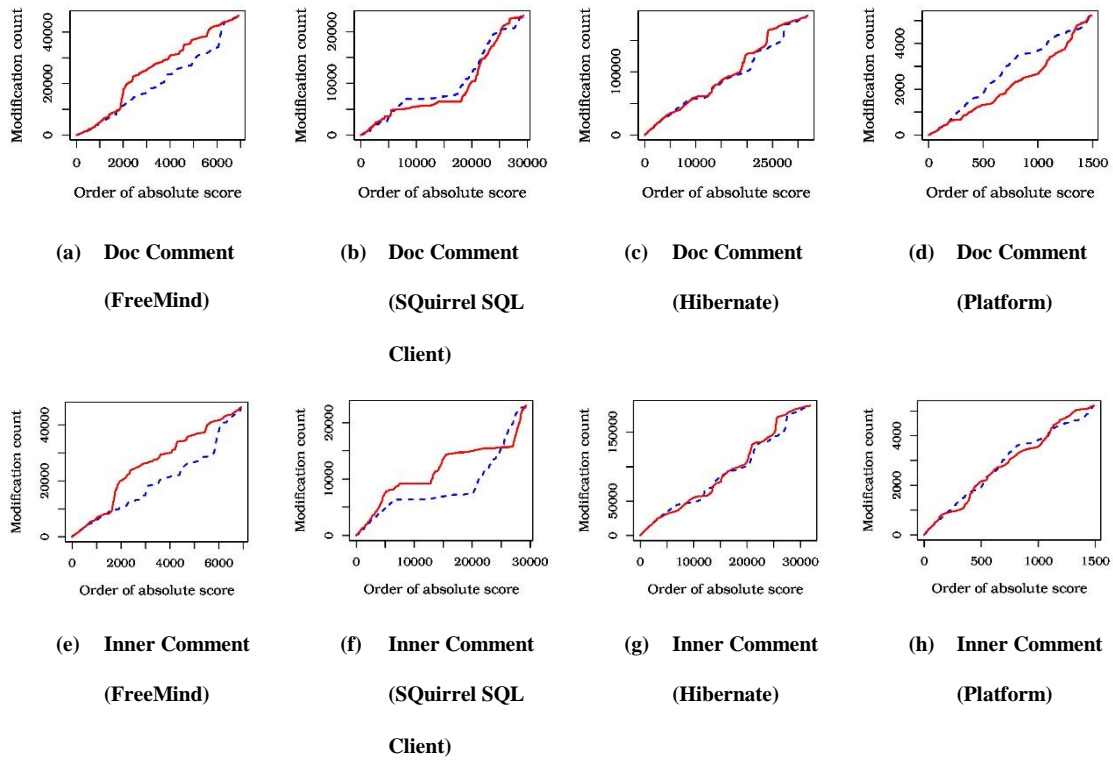 Modification count
0 20000 40000
0 2000 4000 6000
Order of absolute score
(a) Doc Comment
(FreeMind)
Modification count
0 10000 20000
0 10000 20000 30000
Order of absolute score
(b) Doc Comment
(SQuirrel SQL
Client)
Modification count
0 100000
0 10000 25000
Order of absolute score
(c) Doc Comment
(Hibernate)
Modification count
0 2000 4000
0 500 1000 1500
Order of absolute score
(d) Doc Comment
(Platform)
Modification count
0 20000 40000
0 2000 4000 6000
Order of absolute score
(e) Inner Comment
(FreeMind)
Modification count
0 10000 20000
0 10000 20000 30000
Order of absolute score
(f) Inner Comment
(SQuirrel SQL
Client)
Modification count
0 50000 150000
0 10000 20000 30000
Order of absolute score
(g) Inner Comment
(Hibernate)
Modification count
0 2000 4000
0 500 1000 1500
Order of absolute score
(h) Inner Comment
(Platform)